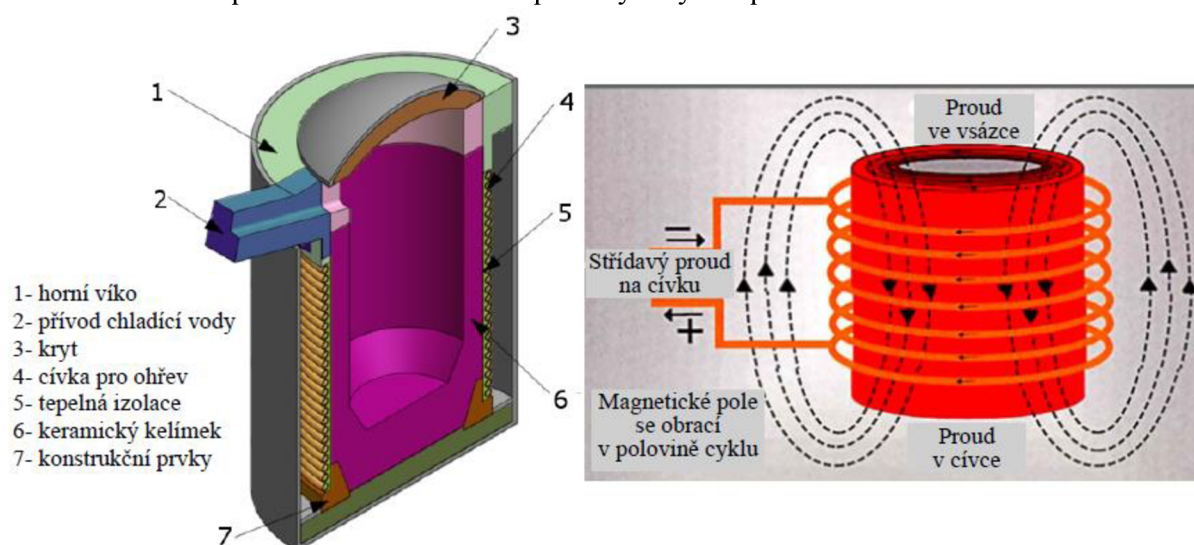 3
1
4
2
5
6
7
1- horní víko
2- přívod chladící vody
3- kryt
4- cívka pro ohřev
5- tepelná izolace
6- keramický kelímek
7- konstrukční prvky
Proud
ve vsázce
−
Střídavý proud
na cívku
+
Magnetické pole
se obrací
v polovině cyklu
Proud
v cívce